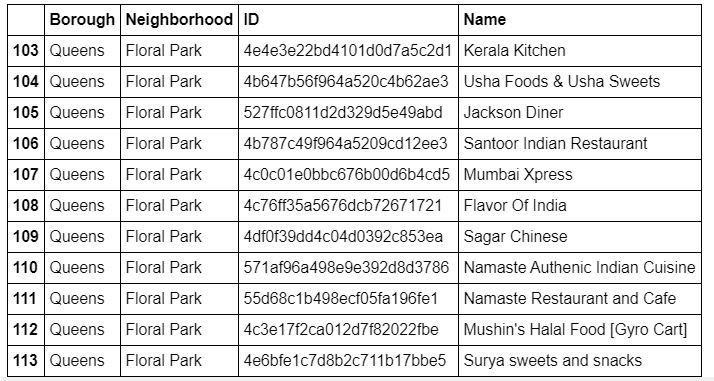 Borough Neighborhood ID Name
103 Queens Floral Park 4e4e3e22bd4101d0d7a5c2d1 Kerala Kitchen
104 Queens Floral Park 4b647b56f964a520c4b62ae3 Usha Foods & Usha Sweets
105 Queens Floral Park 527ffc0811d2d329d5e49abd Jackson Diner
106 Queens Floral Park 4b787c49f964a5209cd12ee3 Santoor Indian Restaurant
107 Queens Floral Park 4c0c01e0bbc676b00d6b4cd5 Mumbai Xpress
108 Queens Floral Park 4c76ff35a5676dcb72671721 Flavor Of India
109 Queens Floral Park 4df0f39dd4c04d0392c853ea Sagar Chinese
110 Queens Floral Park 571af96a498e9e392d8d3786 Namaste Authenic Indian Cuisine
111 Queens Floral Park 55d68c1b498ecf05fa196fe1 Namaste Restaurant and Cafe
112 Queens Floral Park 4c3e17f2ca012d7f82022fbe Mushin's Halal Food [Gyro Cart]
113 Queens Floral Park 4e6bfe1c7d8b2c711b17bbe5 Surya sweets and snacks